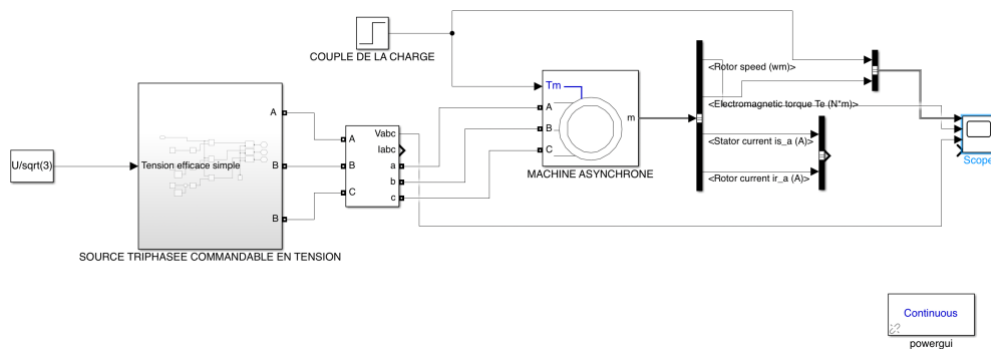 COUPLE DE LA CHARGE
U/sqrt(3)
Tension efficace simple
A
B
B
SOURCE TRIPHASEE COMMANDABLE EN TENSION
A
B
C
Vabc
Iabc
a
b
c
Tm
A
B
C
m
MACHINE ASYNCHRONE
<Rotor speed (wm)>
<Electromagnetic torque Te (N*m)>
<Stator current is_a (A)>
<Rotor current ir_a (A)>
Scope
Continuous
powergui